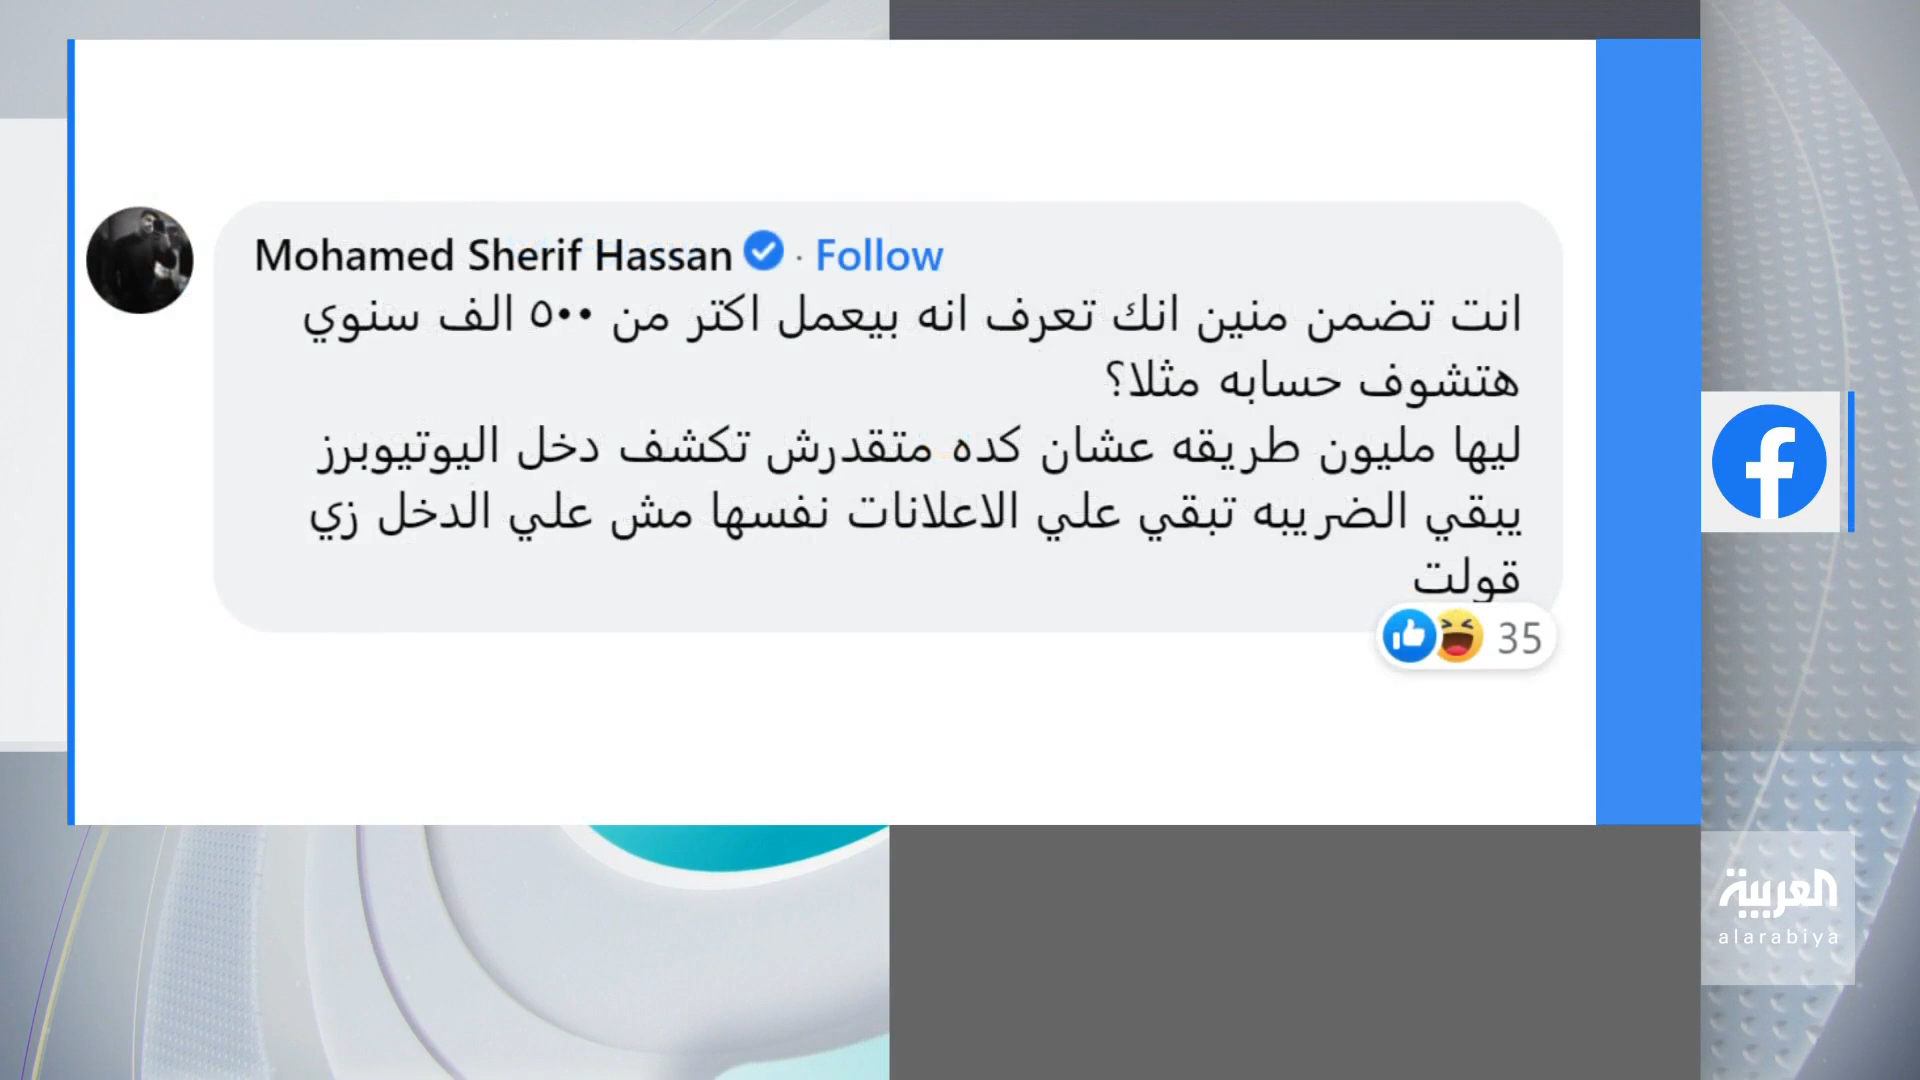 Mohamed Sherif Hassan · Follow
انت تضمن منين انك تعرف انه بيعمل اكتر من ٥٠٠ الف سنوي
هتشوف حسابه مثلا؟
ليها مليون طريقه عشان كده متقدرش تكشف دخل اليوتيوبرز
يبقي الضريبه تبقي علي الاعلانات نفسها مش علي الدخل زي
قولت
35
العربية
alarabiya